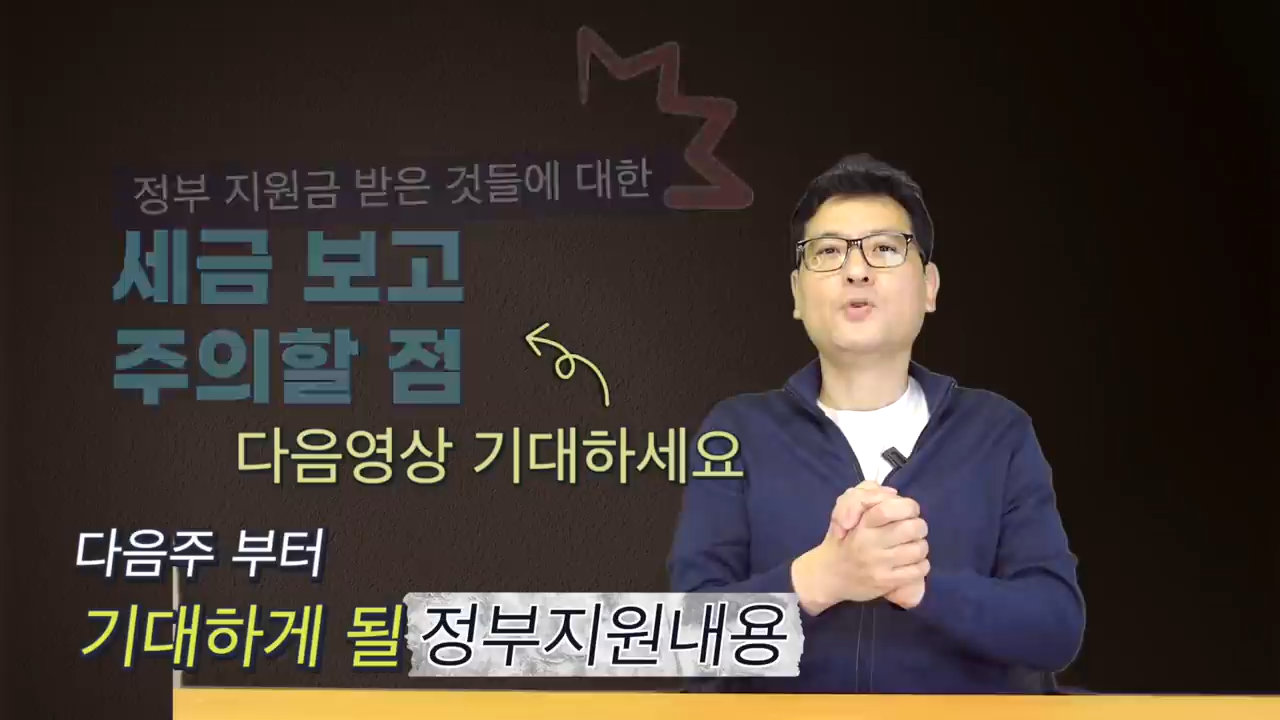 정부 지원금 받은 것들에 대한
세금 보고
주의할 점
다음영상 기대하세요
다음주 부터
기대하게 될 정부지원내용